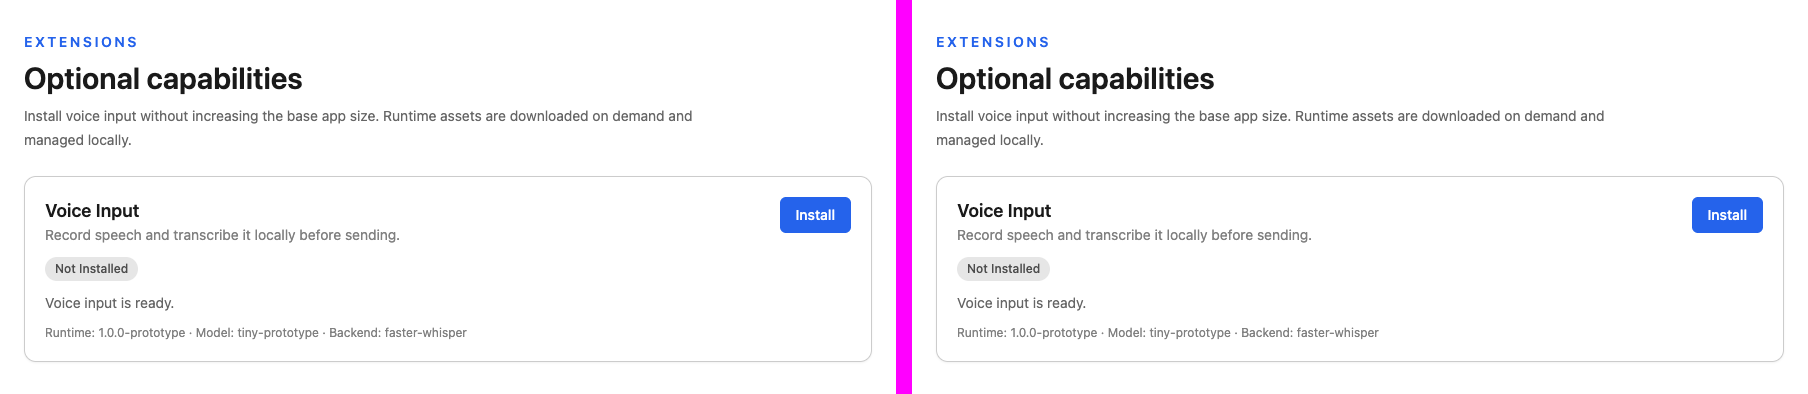 EXTENSIONS
Optional capabilities
Install voice input without increasing the base app size. Runtime assets are downloaded on demand and
managed locally.
Voice Input
Install
Record speech and transcribe it locally before sending.
Not Installed
Voice input is ready.
Runtime: 1.0.0-prototype · Model: tiny-prototype · Backend: faster-whisper
EXTENSIONS
Optional capabilities
Install voice input without increasing the base app size. Runtime assets are downloaded on demand and
managed locally.
Voice Input
Install
Record speech and transcribe it locally before sending.
Not Installed
Voice input is ready.
Runtime: 1.0.0-prototype · Model: tiny-prototype · Backend: faster-whisper